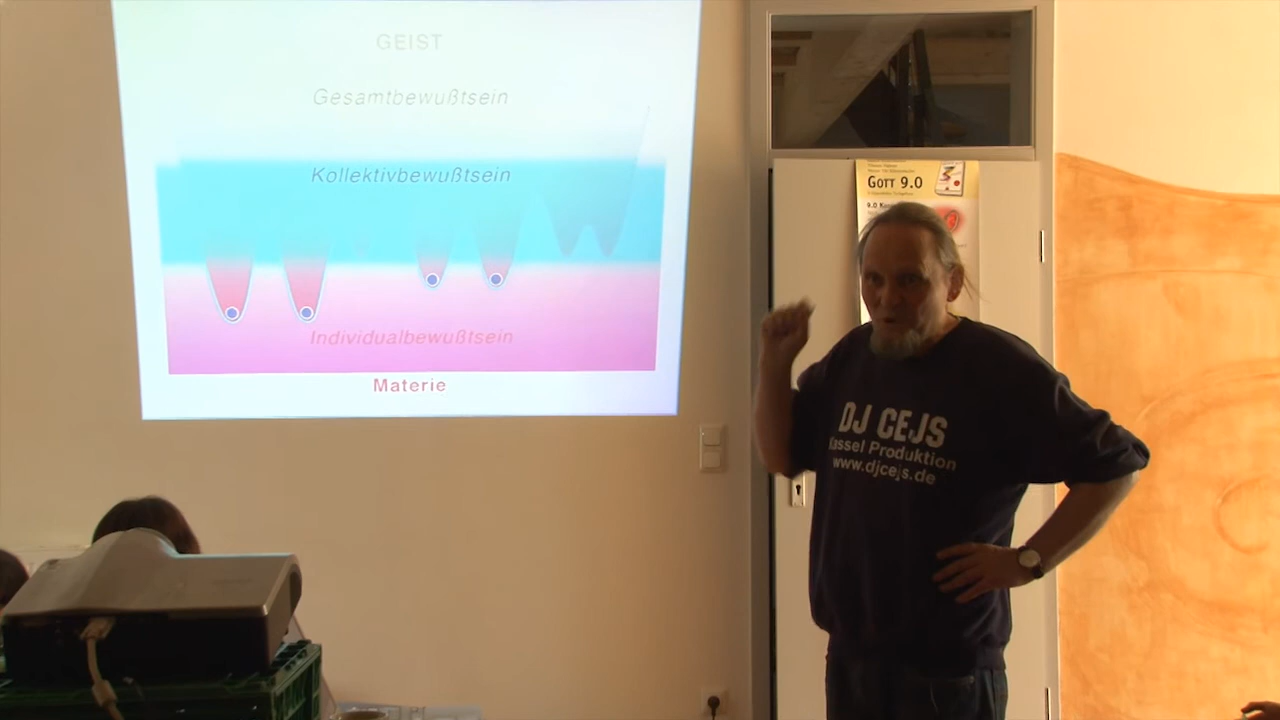 GEIST
Gesamtbewußtsein
Kollektivbewußtsein
Individualbewußtsein
Materie
GOTT 9.0
DJ CEJS
Kassel Produktion
www.djcejs.de